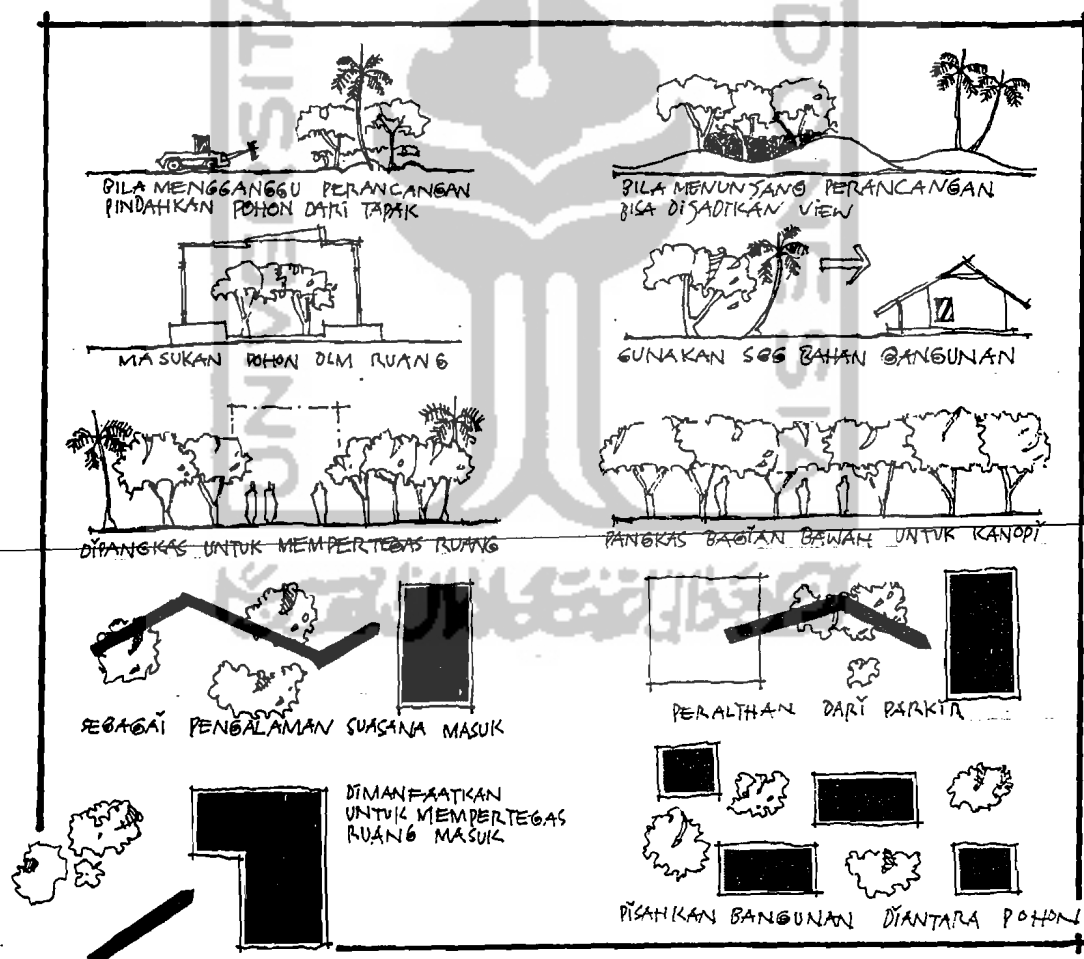 BILA MENGGANGGU PERANCANGAN
PINDAHKAN POHON DARI TAPAK
BILA MENUNJANG PERANCANGAN
BISA DIJADIKAN VIEW
MASUKAN POHON DLM RUANG
GUNAKAN SBG BAHAN BANGUNAN
DIPANGKAS UNTUK MEMPERTEGAS RUANG
PANGKAS BAGIAN BAWAH UNTUK KANOPI
SEBAGAI PENGALAMAN SUASANA MASUK
PERALIHAN DARI PARKIR
DIMANFAATKAN
UNTUK MEMPERTEGAS
RUANG MASUK
PISAHKAN BANGUNAN DIANTARA POHON